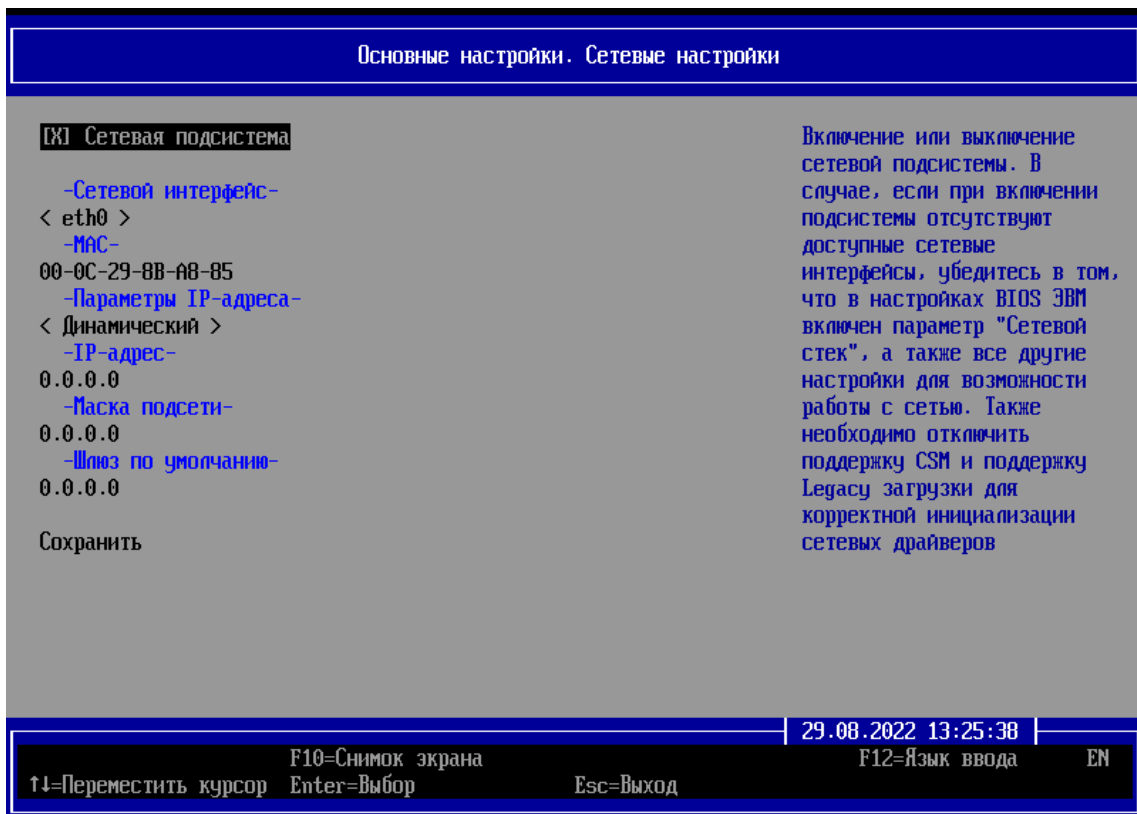 Основные настройки. Сетевые настройки
[X] Сетевая подсистема
-Сетевой интерфейс-
< eth0 >
-MAC-
00-0C-29-8B-A8-85
-Параметры IP-адреса-
< Динамический >
-IP-адрес-
0.0.0.0
-Маска подсети-
0.0.0.0
-Шлюз по умолчанию-
0.0.0.0
Сохранить
Включение или выключение
сетевой подсистемы. В
случае, если при включении
подсистемы отсутствуют
доступные сетевые
интерфейсы, убедитесь в том,
что в настройках BIOS ЭВМ
включен параметр "Сетевой
стек", а также все другие
настройки для возможности
работы с сетью. Также
необходимо отключить
поддержку CSM и поддержку
Legacy загрузки для
корректной инициализации
сетевых драйверов
29.08.2022 13:25:38
F10=Снимок экрана F12=Язык ввода EN
↑↓=Переместить курсор Enter=Выбор Esc=Выход